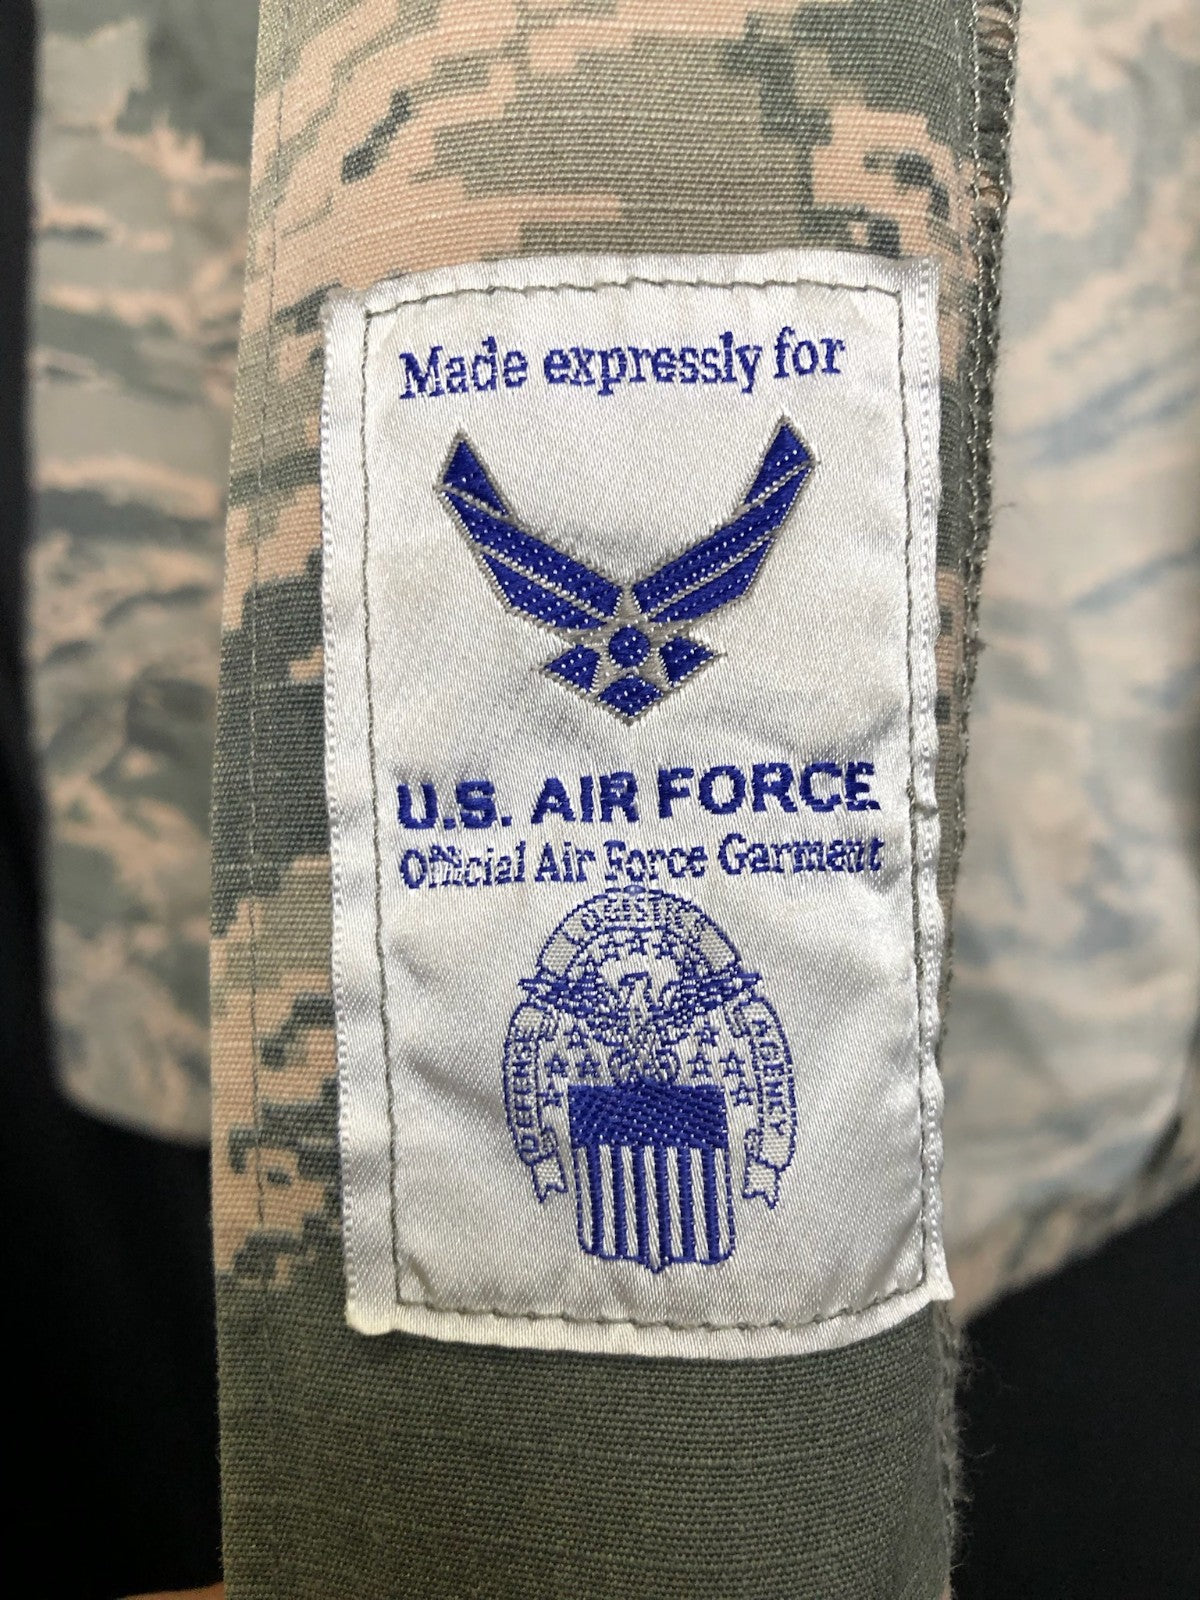 Made expressly for
U.S. AIR FORCE
Official Air Force Garment
LOGISTICS
DEFENSE
AGENCY